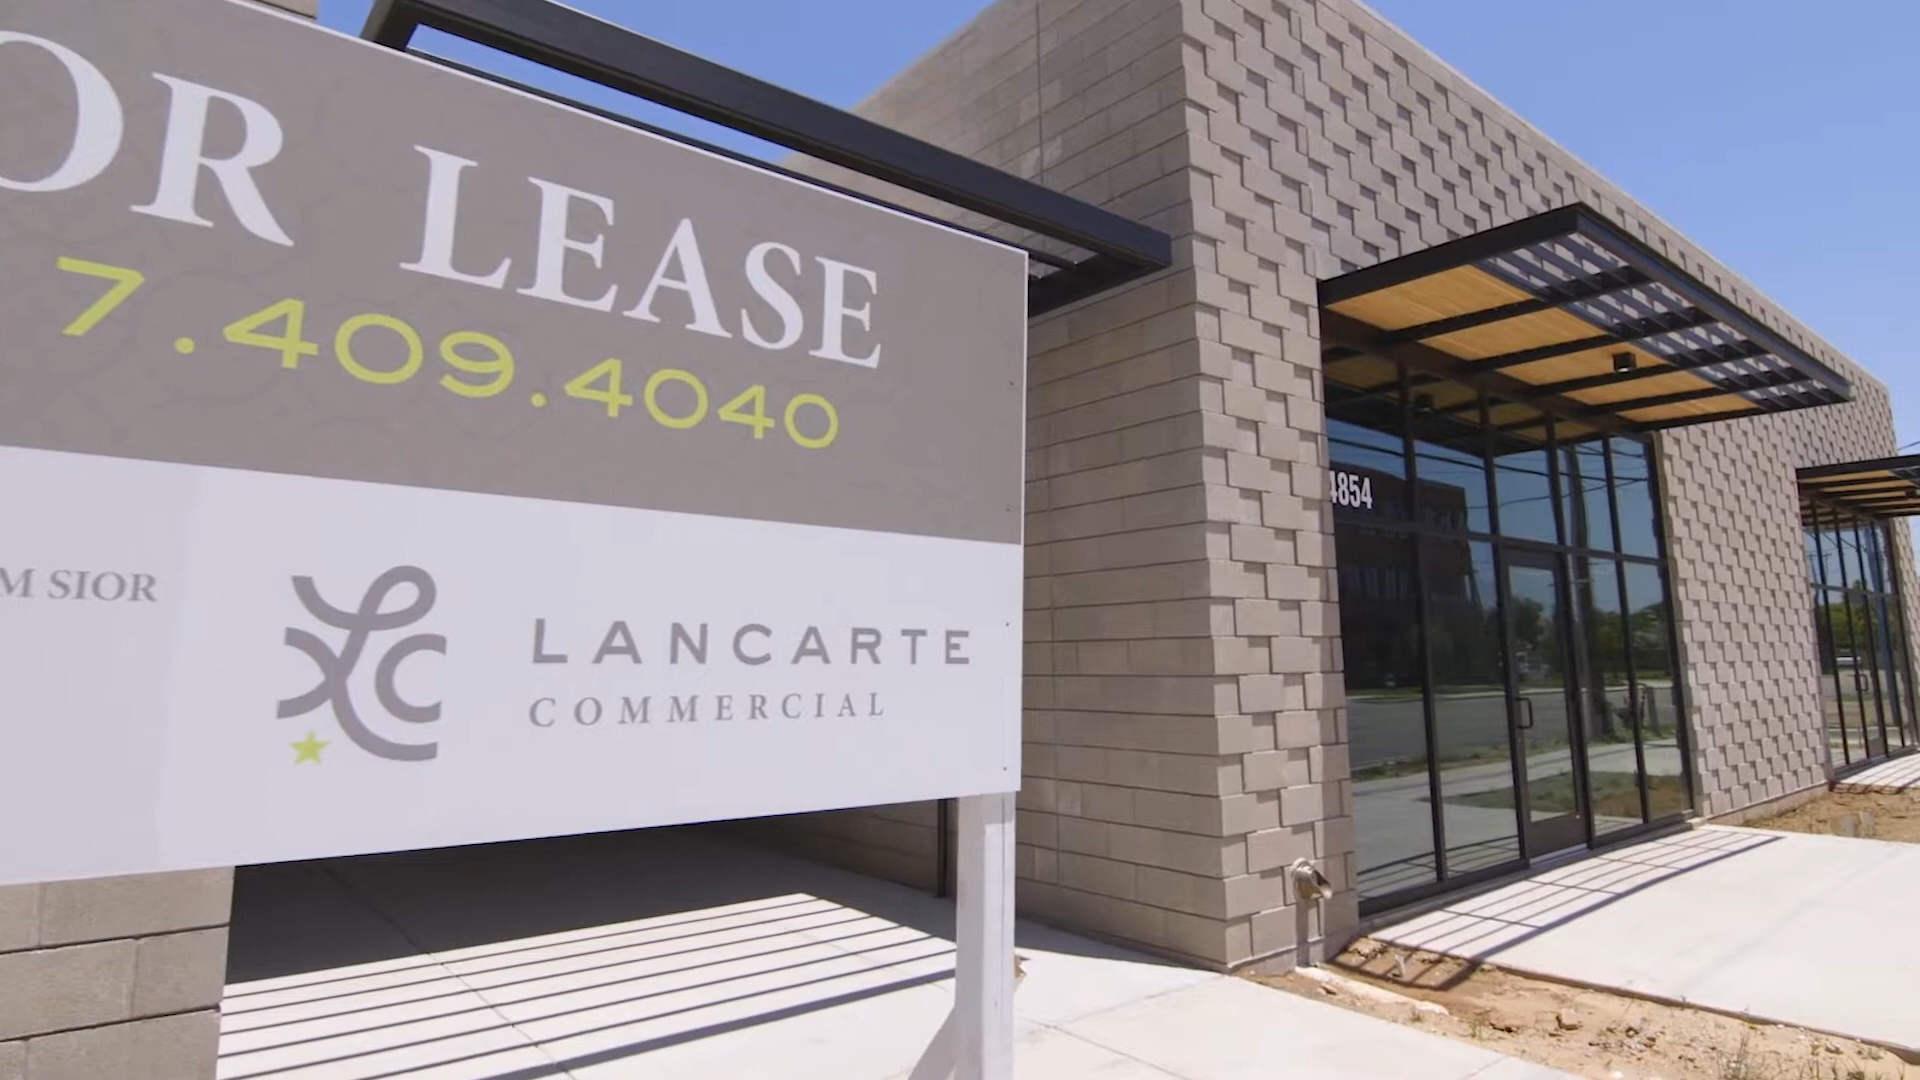 OR LEASE
7.409.4040
M SIOR
LANCARTE
COMMERCIAL
4854